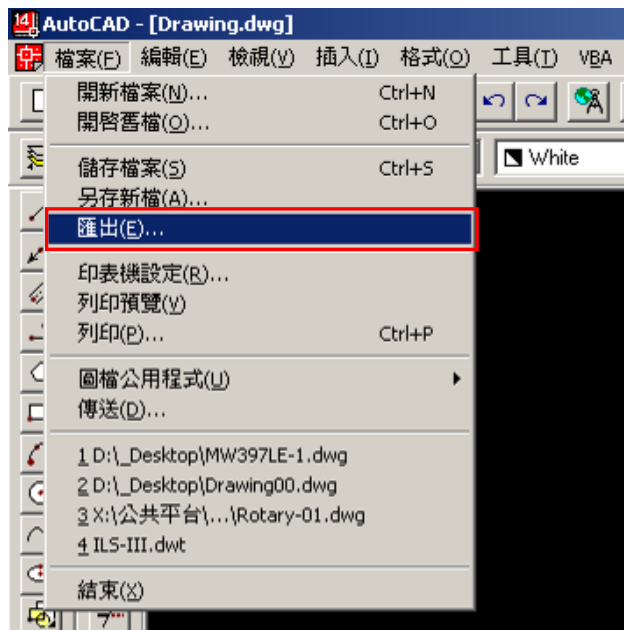 AutoCAD - [Drawing.dwg]
檔案(F) 編輯(E) 檢視(V) 插入(I) 格式(O) 工具(T) VBA
開新檔案(N)... Ctrl+N
開啓舊檔(O)... Ctrl+O
White
儲存檔案(S) Ctrl+S
另存新檔(A)...
匯出(E)...
印表機設定(R)...
列印預覽(V)
列印(P)... Ctrl+P
圖檔公用程式(U)
傳送(D)...
1 D:\_Desktop\MW397LE-1.dwg
2 D:\_Desktop\Drawing00.dwg
3 X:\公共平台\...\Rotary-01.dwg
4 ILS-III.dwt
結束(X)